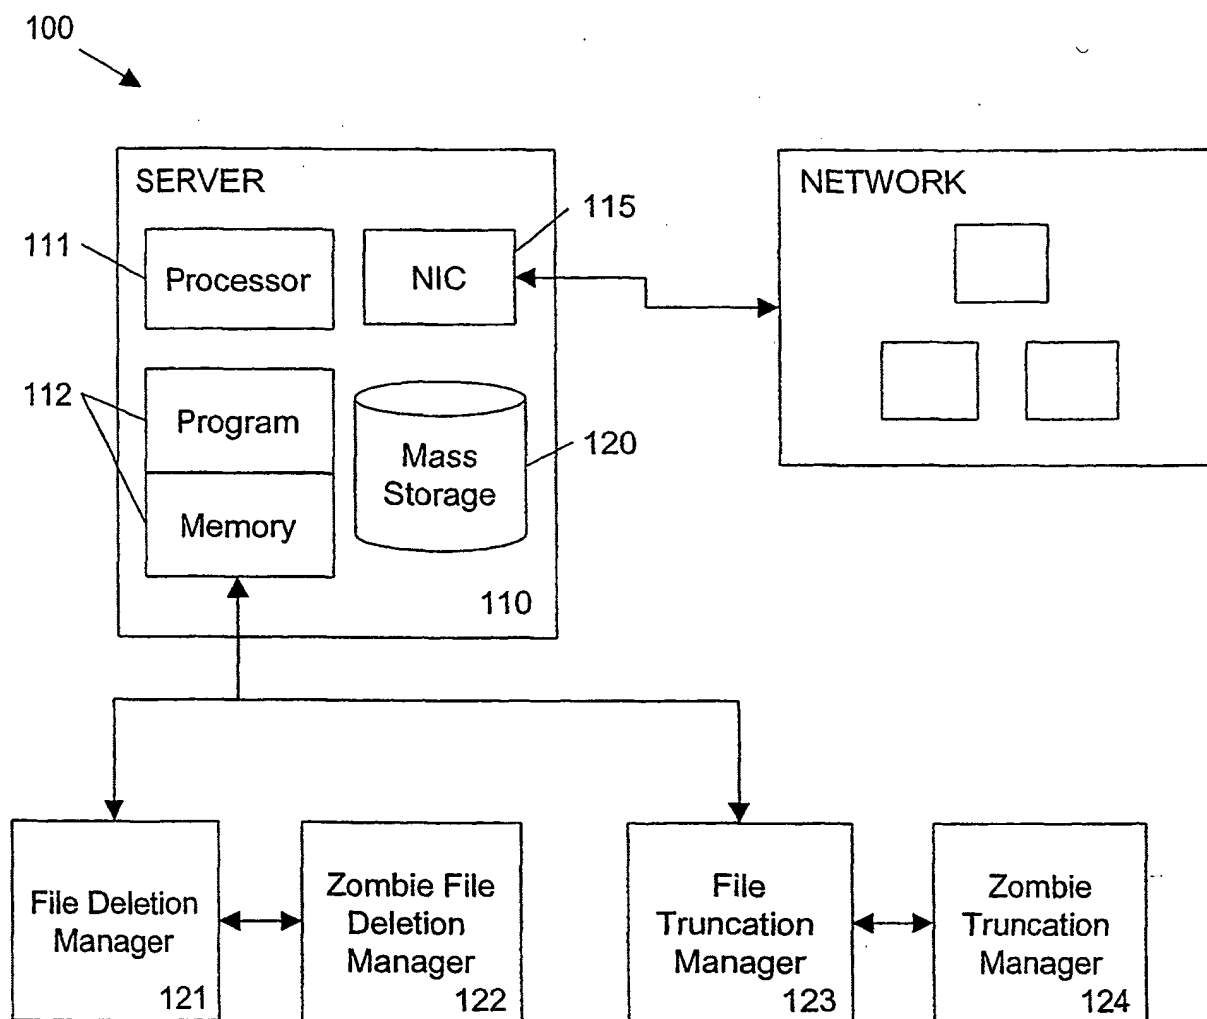 100
SERVER
NETWORK
115
111
Processor
NIC
112
Program
Mass
Storage
120
Memory
110
File Deletion
Manager
121
Zombie File
Deletion
Manager
122
File
Truncation
Manager
123
Zombie
Truncation
Manager
124